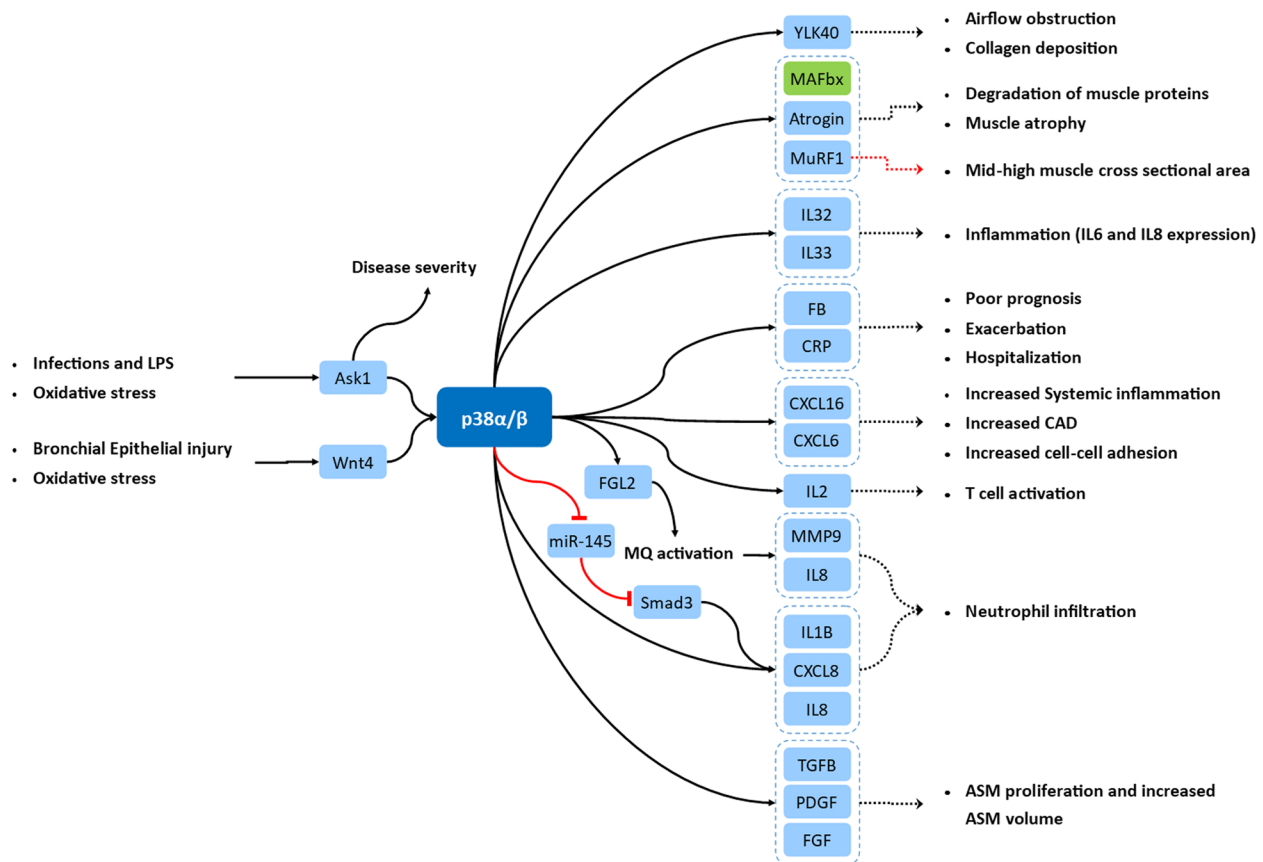 YLK40
• Airflow obstruction
• Collagen deposition
MAFbx
Atrogin
MuRF1
• Degradation of muscle proteins
• Muscle atrophy
• Mid-high muscle cross sectional area
IL32
IL33
• Inflammation (IL6 and IL8 expression)
Disease severity
• Infections and LPS
• Oxidative stress
Ask1
• Bronchial Epithelial injury
• Oxidative stress
Wnt4
p38α/β
FB
CRP
• Poor prognosis
• Exacerbation
• Hospitalization
CXCL16
CXCL6
• Increased Systemic inflammation
• Increased CAD
• Increased cell-cell adhesion
FGL2
IL2
• T cell activation
miR-145
MQ activation
MMP9
IL8
Smad3
• Neutrophil infiltration
IL1B
CXCL8
IL8
TGFB
PDGF
FGF
• ASM proliferation and increased
ASM volume